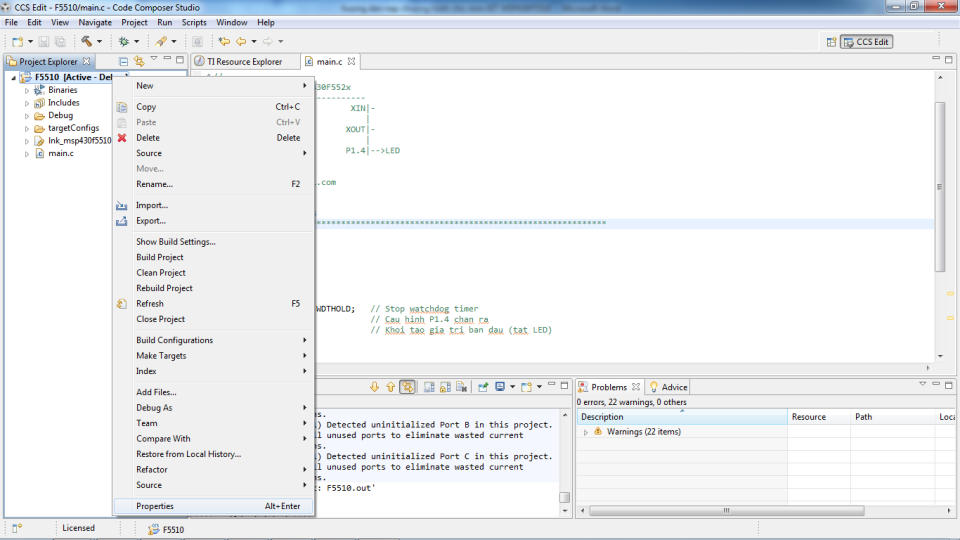 CCS Edit - F5510/main.c - Code Composer Studio
File Edit View Navigate Project Run Scripts Window Help
CCS Edit
Project Explorer
TI Resource Explorer
main.c
F5510 [Active - De
Binaries
Includes
Debug
targetConfigs
lnk_msp430f5510
main.c
New
Copy Ctrl+C
Paste Ctrl+V
Delete Delete
Source
Move...
Rename... F2
Import...
Export...
Show Build Settings...
Build Project
Clean Project
Rebuild Project
Refresh F5
Close Project
Build Configurations
Make Targets
Index
Add Files...
Debug As
Team
Compare With
Restore from Local History...
Refactor
Source
Properties Alt+Enter
30F552x
-----------
XIN|-
|
XOUT|-
|
P1.4|-->LED
.com
WDTHOLD; // Stop watchdog timer
// Cau hinh P1.4 chan ra
// Khoi tao gia tri ban dau (tat LED)
ns.
) Detected uninitialized Port B in this project.
l unused ports to eliminate wasted current
ns.
) Detected uninitialized Port C in this project.
l unused ports to eliminate wasted current
ns.
: F5510.out'
Problems
Advice
0 errors, 22 warnings, 0 others
Description Resource Path Loca
Warnings (22 items)
Licensed
F5510